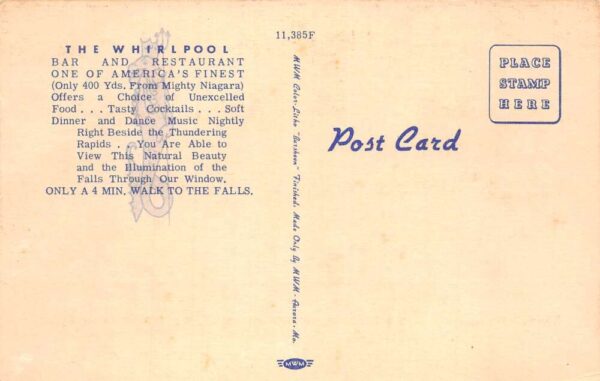 THE WHIRLPOOL
BAR AND RESTAURANT
ONE OF AMERICA'S FINEST
(Only 400 Yds. From Mighty Niagara)
Offers a Choice of Unexcelled
Food . . . Tasty Cocktails . . . Soft
Dinner and Dance Music Nightly
Right Beside the Thundering
Rapids . . You Are Able to
View This Natural Beauty
and the Illumination of the
Falls Through Our Window.
ONLY A 4 MIN. WALK TO THE FALLS.
11,385F
MWM Color-Litho "Varsheen" Finished. Made Only By MWM-Aurora-Mo.
MWM
Post Card
PLACE
STAMP
HERE